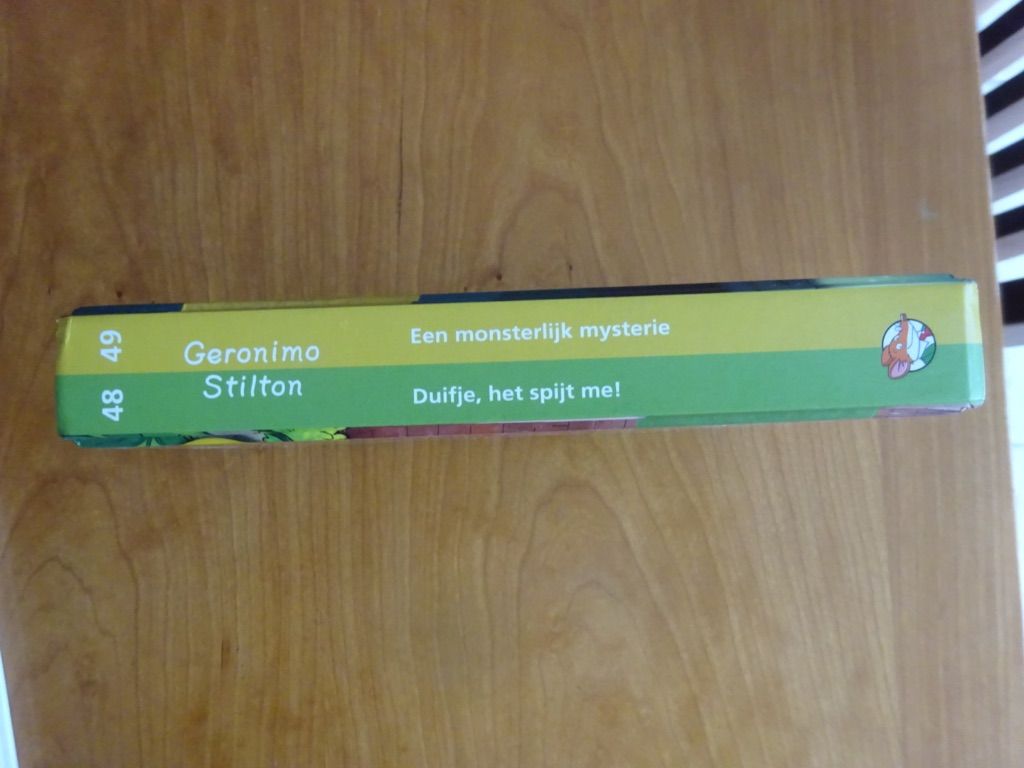 49
48
Geronimo
Stilton
Een monsterlijk mysterie
Duifje, het spijt me!